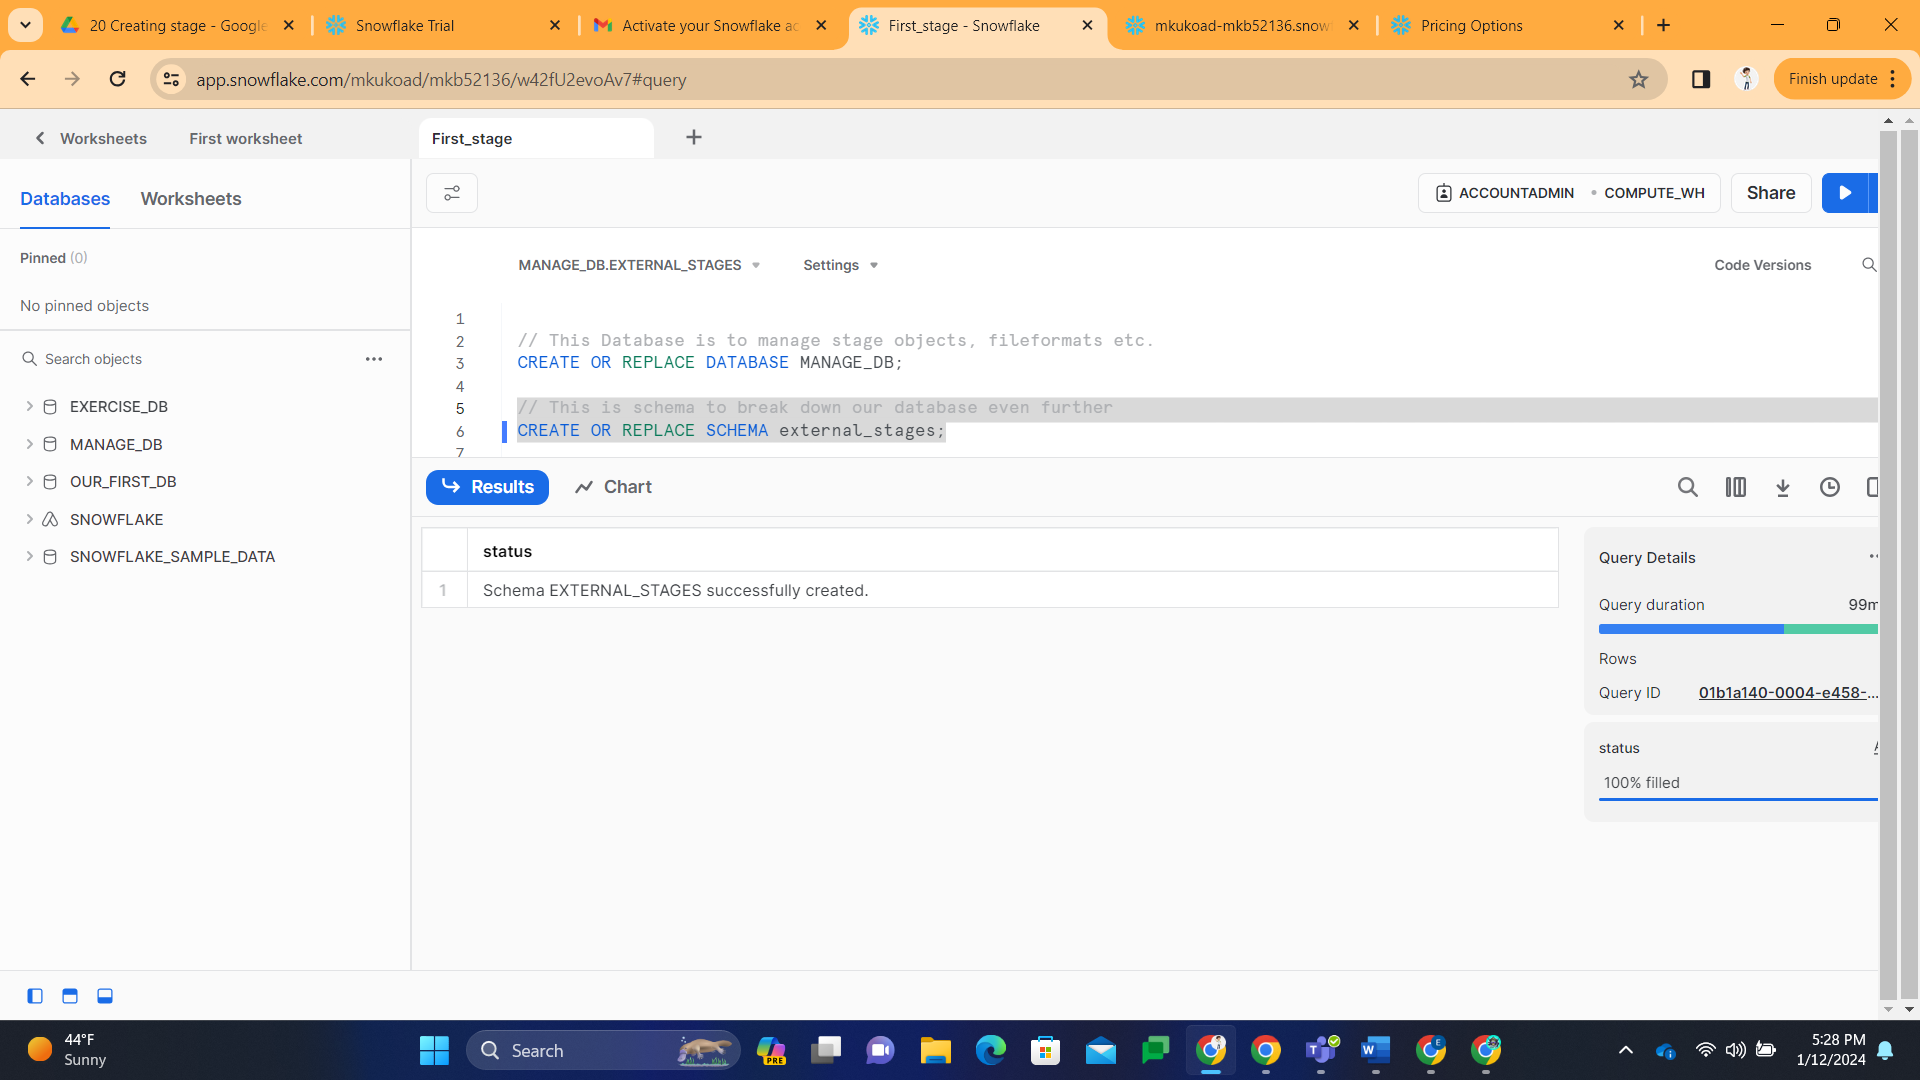 20 Creating stage - Google
Snowflake Trial
Activate your Snowflake ac
First_stage - Snowflake
mkukoad-mkb52136.snowf
Pricing Options
app.snowflake.com/mkukoad/mkb52136/w42fU2evoAv7#query
Finish update
Worksheets
First worksheet
First_stage
Databases
Worksheets
ACCOUNTADMIN
COMPUTE_WH
Share
Pinned (0)
No pinned objects
MANAGE_DB.EXTERNAL_STAGES
Settings
Code Versions
Search objects
EXERCISE_DB
MANAGE_DB
OUR_FIRST_DB
SNOWFLAKE
SNOWFLAKE_SAMPLE_DATA
1
2 // This Database is to manage stage objects, fileformats etc.
3 CREATE OR REPLACE DATABASE MANAGE_DB;
4
5 // This is schema to break down our database even further
6 CREATE OR REPLACE SCHEMA external_stages;
7
Results
Chart
status
1 Schema EXTERNAL_STAGES successfully created.
Query Details
Query duration 99m
Rows
Query ID 01b1a140-0004-e458-...
status
100% filled
44°F
Sunny
Search
PRE
5:28 PM
1/12/2024